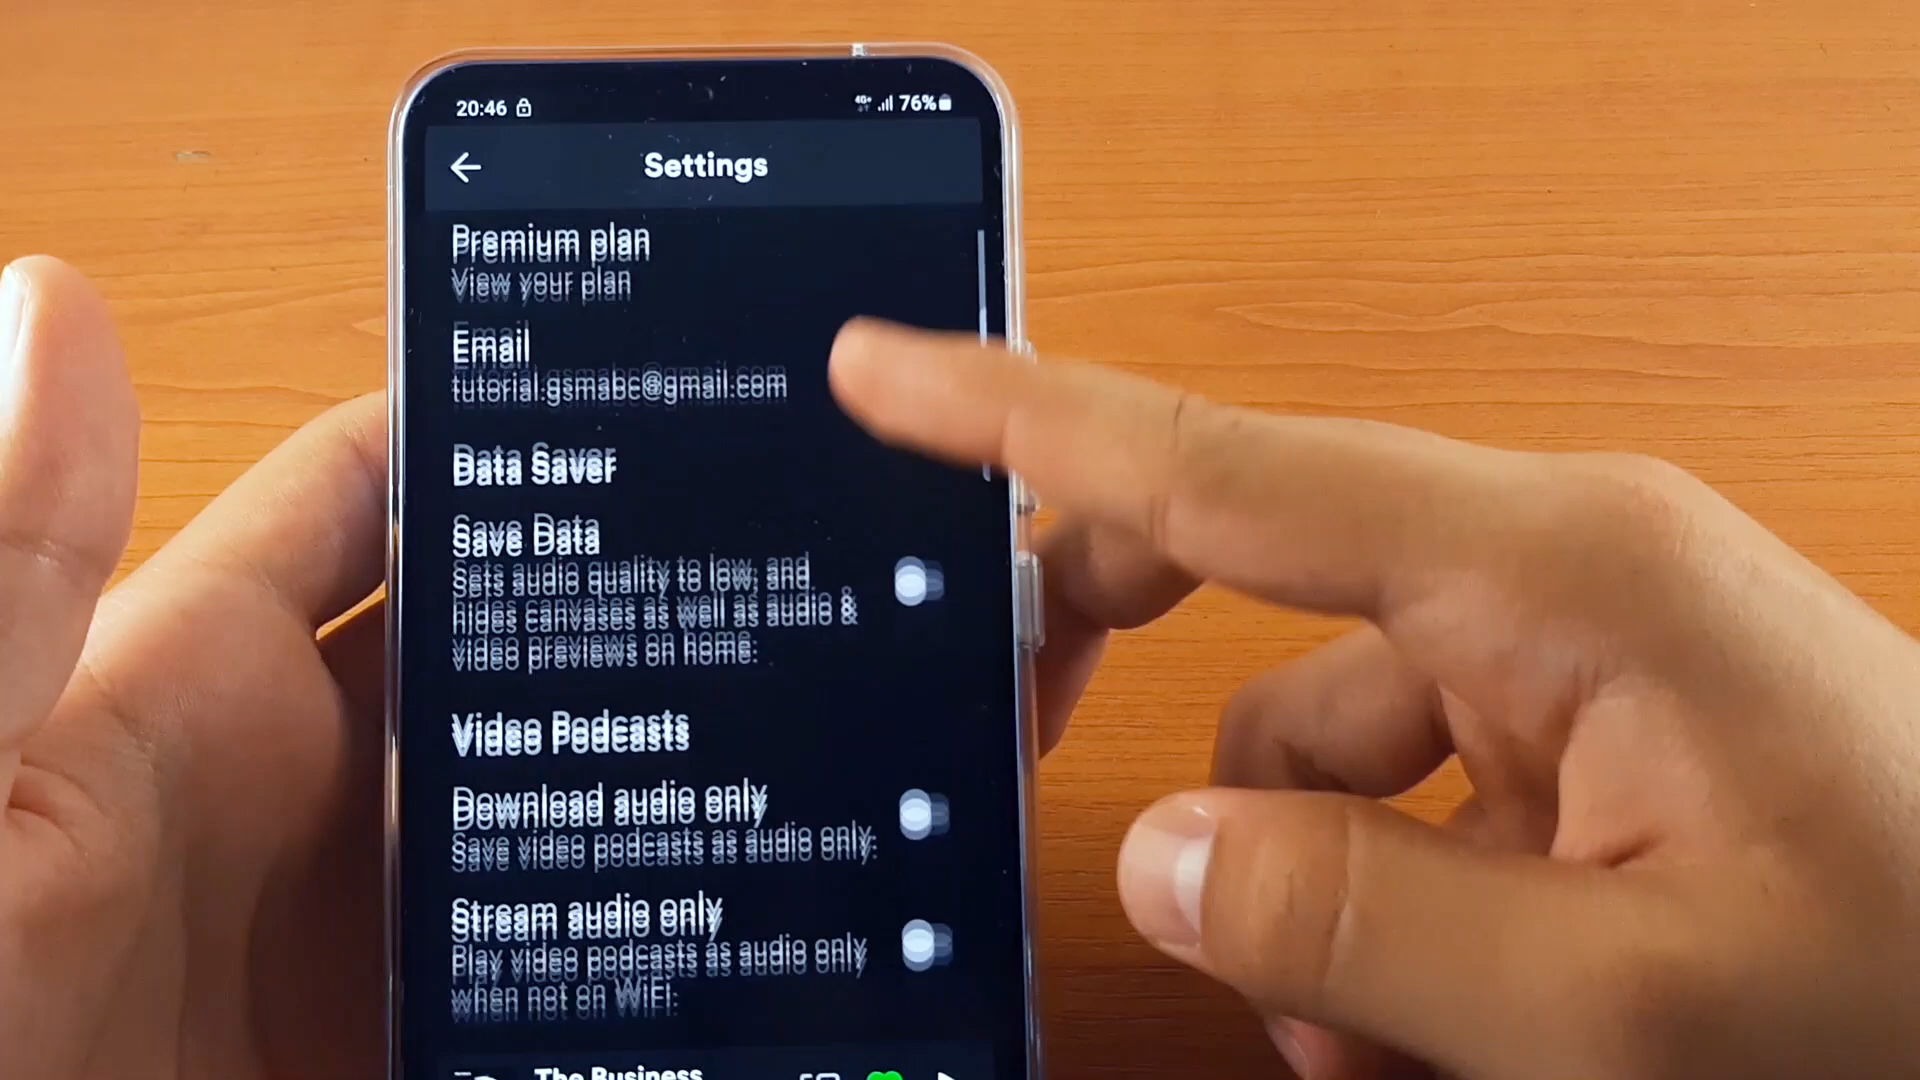 20:46 4G+ 76%
Settings
Premium plan
View your plan
Email
tutorial.gsmabc@gmail.com
Data Saver
Save Data
Sets audio quality to low, and
hides canvases as well as audio &
video previews on home.
Video Podcasts
Download audio only
Save video podcasts as audio only.
Stream audio only
Play video podcasts as audio only
when not on WiFi.
The Business